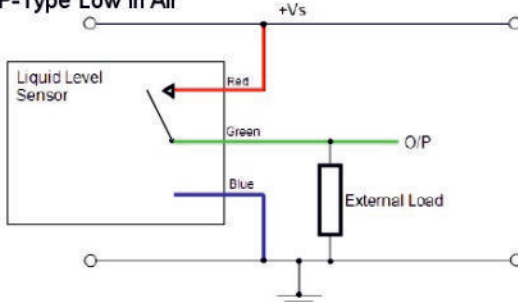 P-Type Low in Air
+Vs
Liquid Level
Sensor
Red
Green
O/P
Blue
External Load